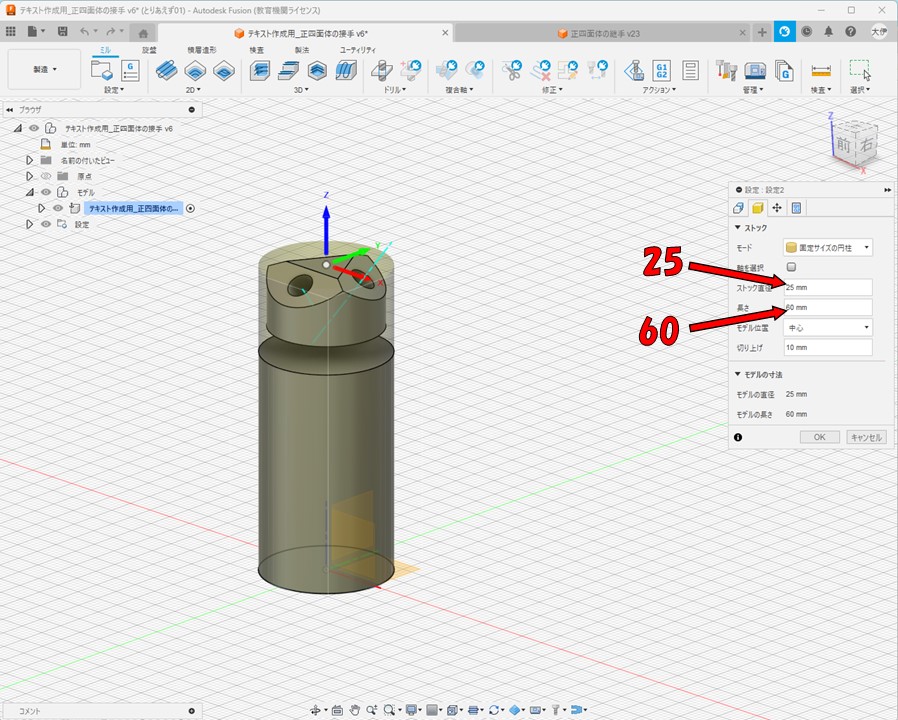 テキスト作成用_正四面体の接手 v6* (とりあえず01) - Autodesk Fusion (教育機関ライセンス)
テキスト作成用_正四面体の接手 v6*
正四面体の継手 v23
大伊
製造
ミル
設盤
積層造形
検査
製法
ユーティリティ
G1
G2
設定
2D
3D
ドリル
複合軸
修正
アクション
管理
検査
選択
ブラウザ
テキスト作成用_正四面体の接手 v6
単位: mm
名前の付いたビュー
原点
モデル
テキスト作成用_正四面体の...
設定
Z
Y
X
Z
前
右
X
設定 : 設定2
ストック
モード
固定サイズの円柱
軸を選択
ストック直径
25 mm
長さ
60 mm
モデル位置
中心
切り上げ
10 mm
モデルの寸法
モデルの直径
25 mm
モデルの長さ
60 mm
OK
キャンセル
25
60
コメント